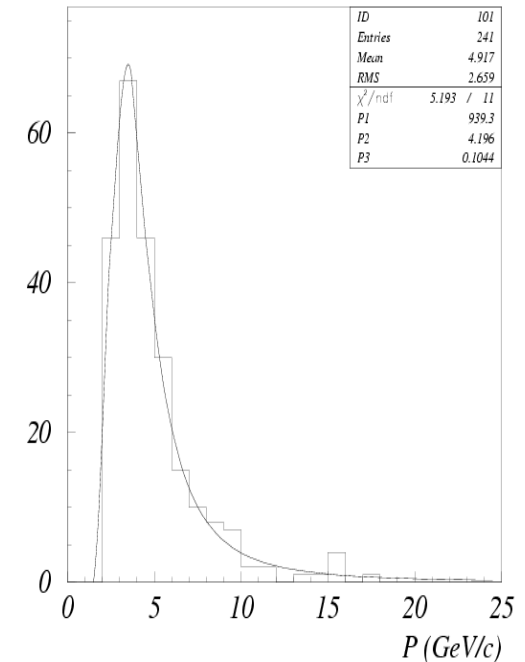 ID 101
Entries 241
Mean 4.917
RMS 2.659
χ²/ndf 5.193 / 11
P1 939.3
P2 4.196
P3 0.1044
60
40
20
0
0 5 10 15 20 25
P (GeV/c)